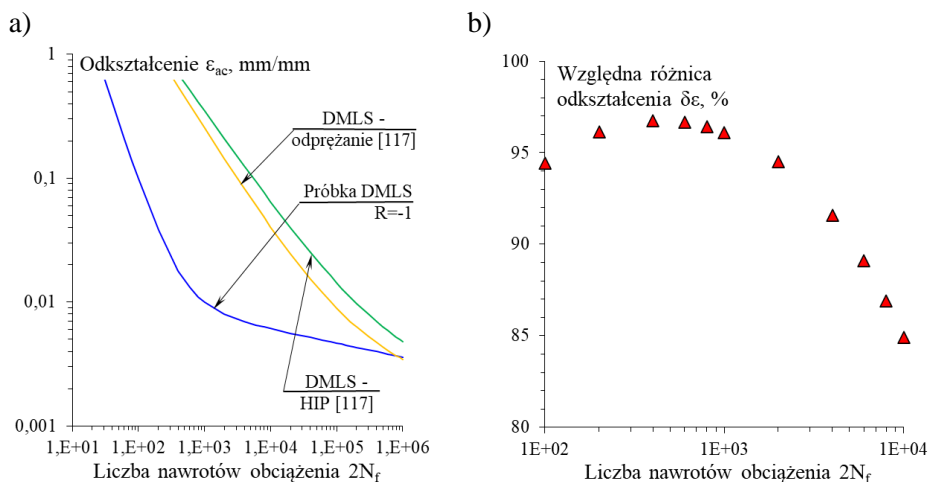 a)
1
Odkształcenie εac, mm/mm
DMLS -
odprężanie [117]
0,1
Próbka DMLS
R=-1
0,01
DMLS -
HIP [117]
0,001
1,E+01 1,E+02 1,E+03 1,E+04 1,E+05 1,E+06
Liczba nawrotów obciążenia 2Nf
b)
100
Względna różnica
odkształcenia δε, %
95
90
85
80
1E+02 1E+03 1E+04
Liczba nawrotów obciążenia 2Nf